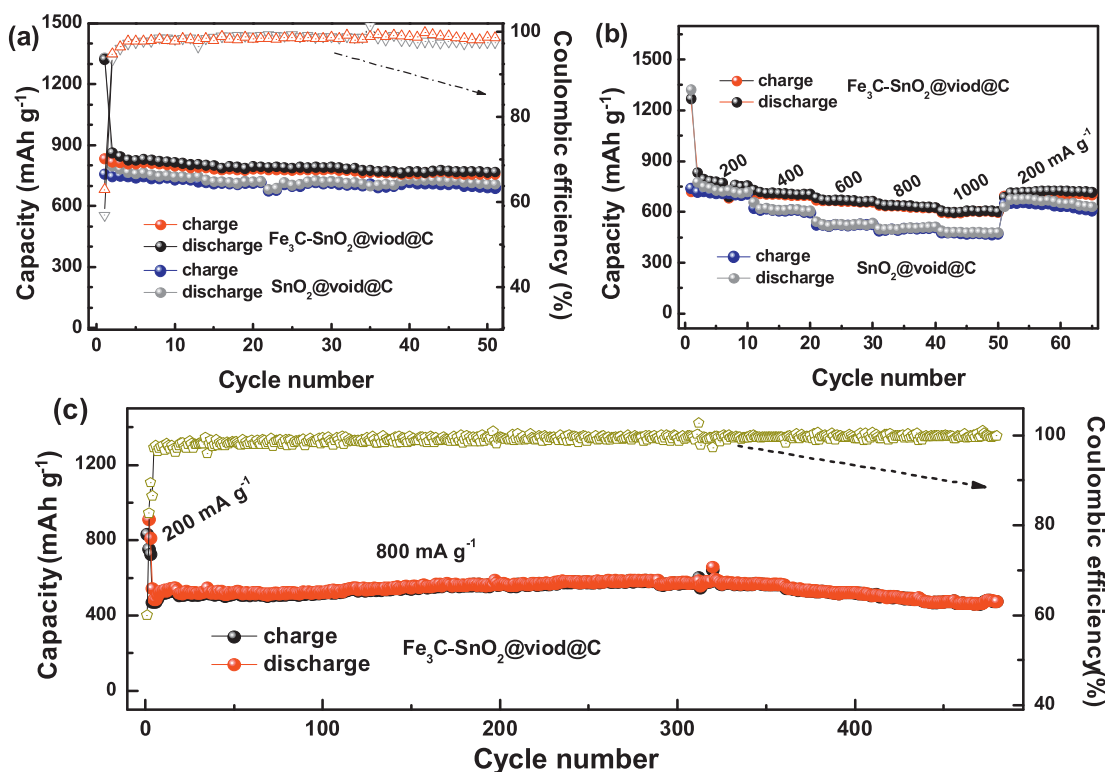 (a)
1500
1200
900
600
300
0
Capacity (mAh g⁻¹)
100
80
60
40
Coulombic efficiency (%)
charge
discharge
Fe₃C-SnO₂@viod@C
charge
discharge
SnO₂@void@C
0 10 20 30 40 50
Cycle number
(b)
1500
1200
900
600
300
0
Capacity (mAh g⁻¹)
charge
discharge
Fe₃C-SnO₂@viod@C
200
400
600
800
1000
200 mA g⁻¹
charge
discharge
SnO₂@void@C
0 10 20 30 40 50 60
Cycle number
(c)
1200
800
400
0
Capacity (mAh g⁻¹)
200 mA g⁻¹
800 mA g⁻¹
charge
discharge
Fe₃C-SnO₂@viod@C
100
80
60
40
Coulombic efficiency(%)
0 100 200 300 400
Cycle number